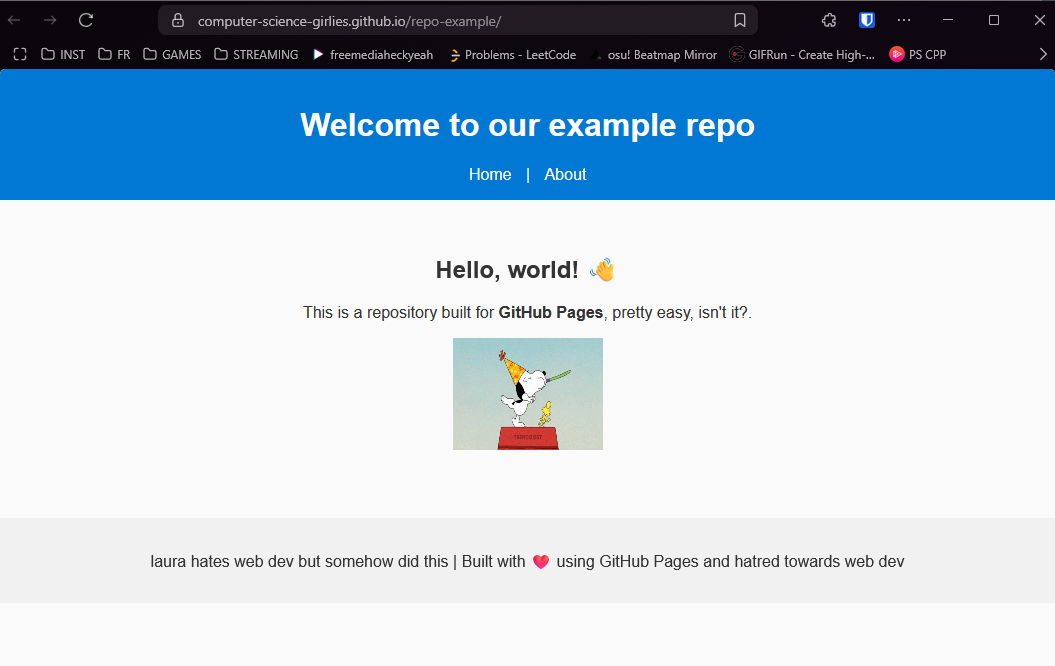 computer-science-girlies.github.io/repo-example/
INST FR GAMES STREAMING freemediaheckyeah Problems - LeetCode osu! Beatmap Mirror GIFRun - Create High-... PS CPP
Welcome to our example repo
Home | About
Hello, world! 👋
This is a repository built for GitHub Pages, pretty easy, isn't it?.
laura hates web dev but somehow did this | Built with ❤️ using GitHub Pages and hatred towards web dev